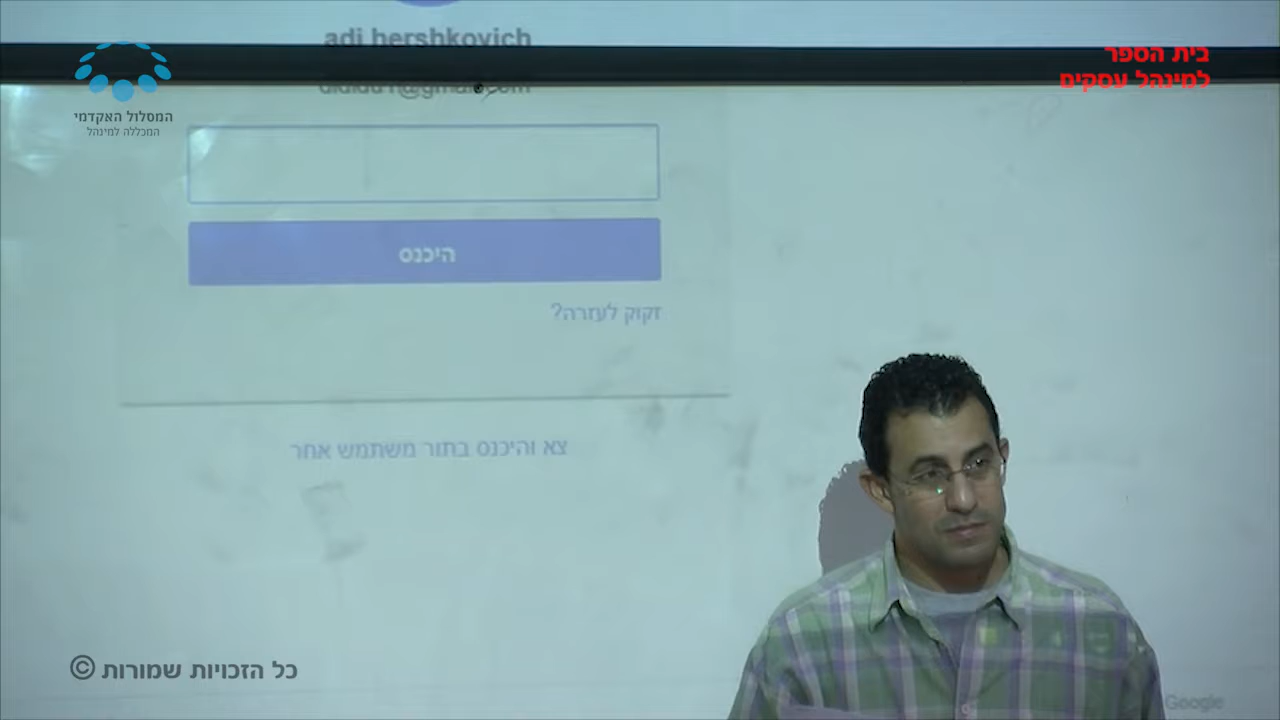 adi hershkovich
בית הספר
למינהל עסקים
המסלול האקדמי
המכללה למינהל
היכנס
זקוק לעזרה?
צא והיכנס בתור משתמש אחר
כל הזכויות שמורות ©
Google